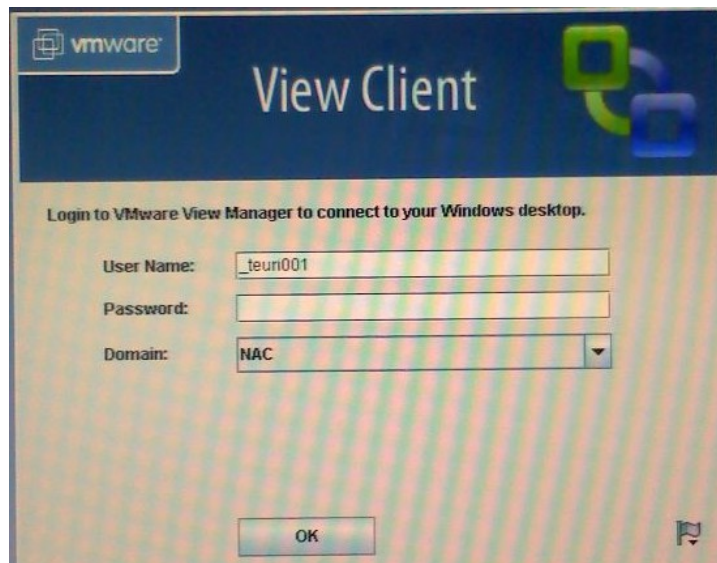 vmware
View Client
Login to VMware View Manager to connect to your Windows desktop.
User Name: _teuri001
Password:
Domain: NAC
OK